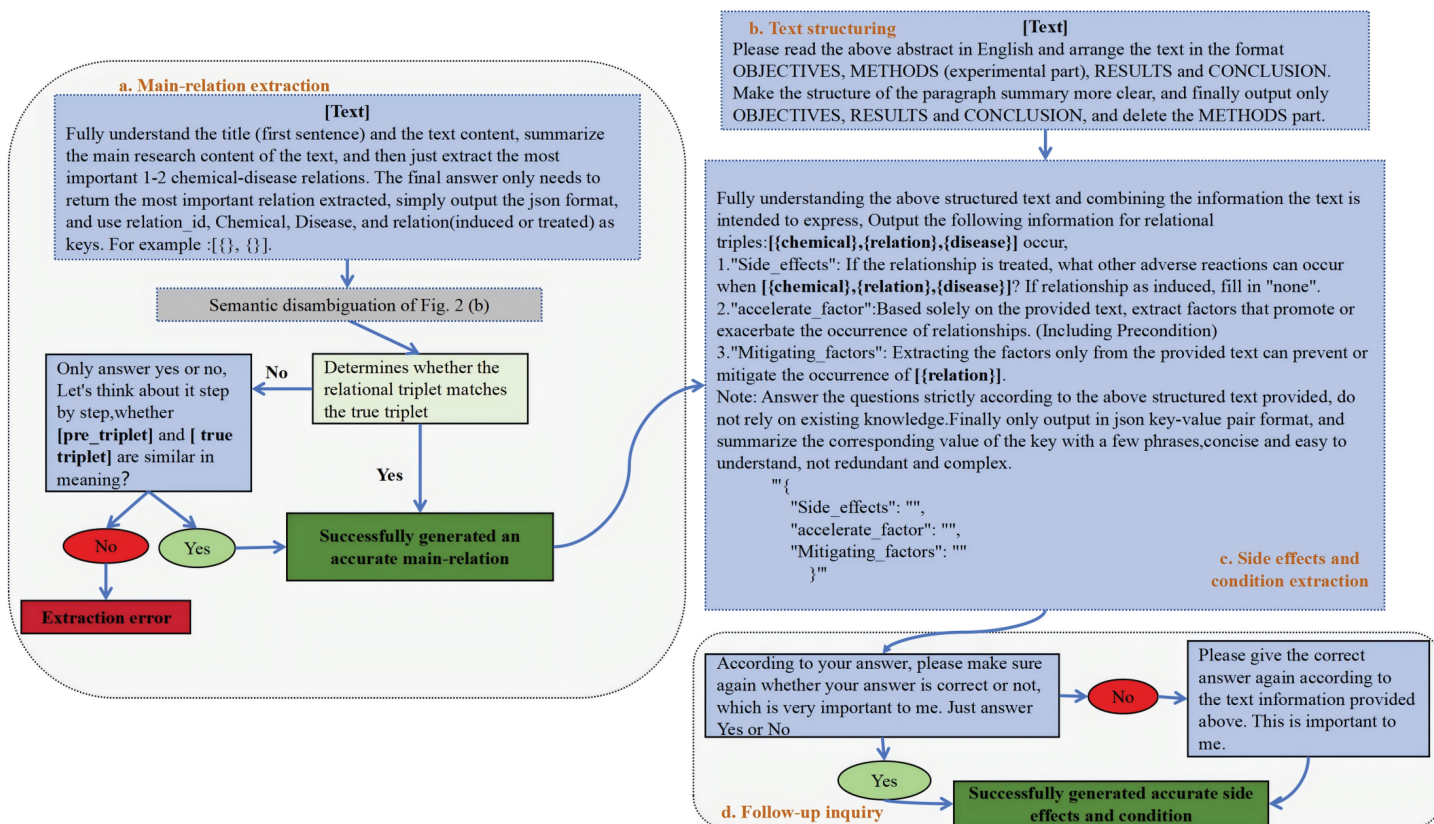 a. Main-relation extraction
[Text]
Fully understand the title (first sentence) and the text content, summarize
the main research content of the text, and then just extract the most
important 1-2 chemical-disease relations. The final answer only needs to
return the most important relation extracted, simply output the json format,
and use relation_id, Chemical, Disease, and relation(induced or treated) as
keys. For example :[{}, {}].
Semantic disambiguation of Fig. 2 (b)
Determines whether the
relational triplet matches
the true triplet
No
Only answer yes or no,
Let's think about it step
by step,whether
[pre_triplet] and [ true
triplet] are similar in
meaning?
Yes
No
Yes
Successfully generated an
accurate main-relation
Extraction error
b. Text structuring
[Text]
Please read the above abstract in English and arrange the text in the format
OBJECTIVES, METHODS (experimental part), RESULTS and CONCLUSION.
Make the structure of the paragraph summary more clear, and finally output only
OBJECTIVES, RESULTS and CONCLUSION, and delete the METHODS part.
Fully understanding the above structured text and combining the information the text is
intended to express, Output the following information for relational
triples:[{chemical},{relation},{disease}] occur,
1."Side_effects": If the relationship is treated, what other adverse reactions can occur
when [{chemical},{relation},{disease}]? If relationship as induced, fill in "none".
2."accelerate_factor":Based solely on the provided text, extract factors that promote or
exacerbate the occurrence of relationships. (Including Precondition)
3."Mitigating_factors": Extracting the factors only from the provided text can prevent or
mitigate the occurrence of [{relation}].
Note: Answer the questions strictly according to the above structured text provided, do
not rely on existing knowledge.Finally only output in json key-value pair format, and
summarize the corresponding value of the key with a few phrases,concise and easy to
understand, not redundant and complex.
'''{
"Side_effects": "",
"accelerate_factor": "",
"Mitigating_factors": ""
}'''
c. Side effects and
condition extraction
According to your answer, please make sure
again whether your answer is correct or not,
which is very important to me. Just answer
Yes or No
No
Please give the correct
answer again according to
the text information provided
above. This is important to
me.
Yes
Successfully generated accurate side
effects and condition
d. Follow-up inquiry